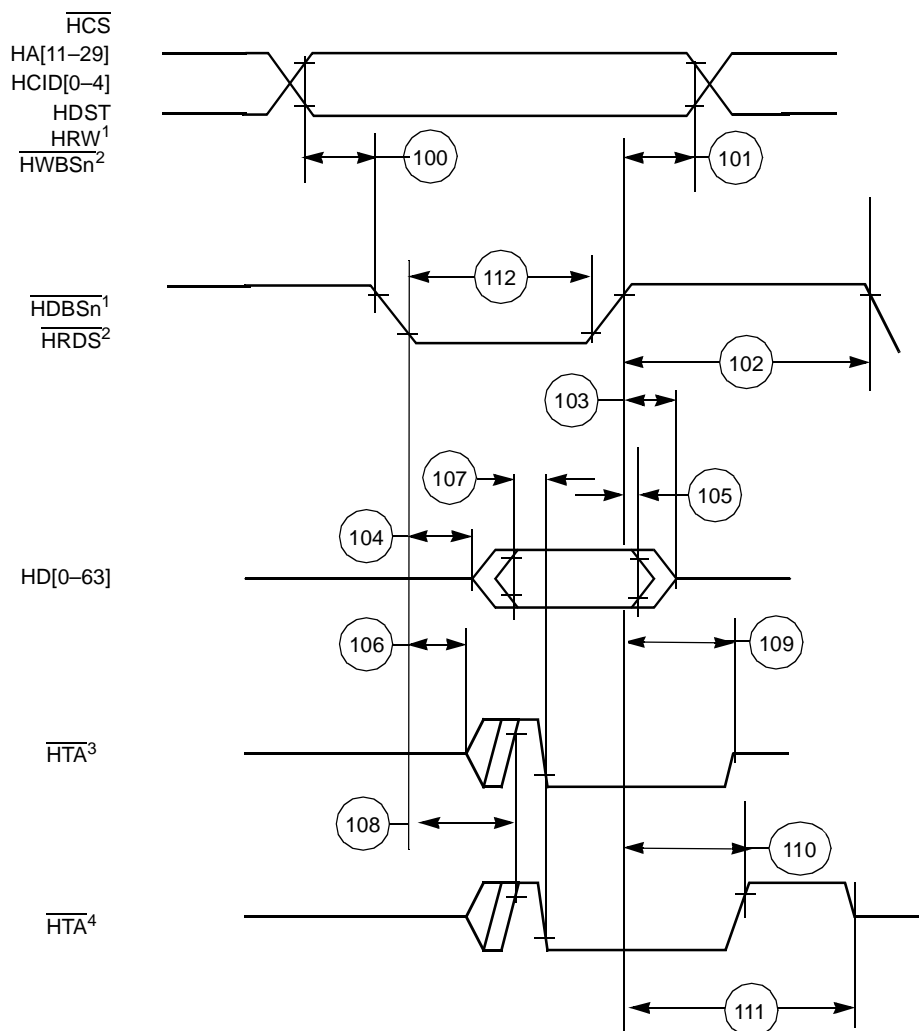 HCS
HA[11–29]
HCID[0–4]
HDST
HRW¹
HWBSn²
100
101
112
HDBSn¹
HRDS²
102
103
107
105
104
HD[0–63]
106
109
HTA³
108
110
HTA⁴
111